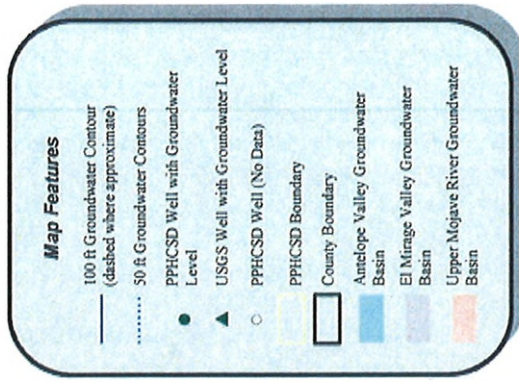 Map Features
100 ft Groundwater Contour
(dashed where approximate)
50 ft Groundwater Contours
PPHCSD Well with Groundwater
Level
USGS Well with Groundwater Level
PPHCSD Well (No Data)
PPHCSD Boundary
County Boundary
Antelope Valley Groundwater
Basin
El Mirage Valley Groundwater
Basin
Upper Mojave River Groundwater
Basin